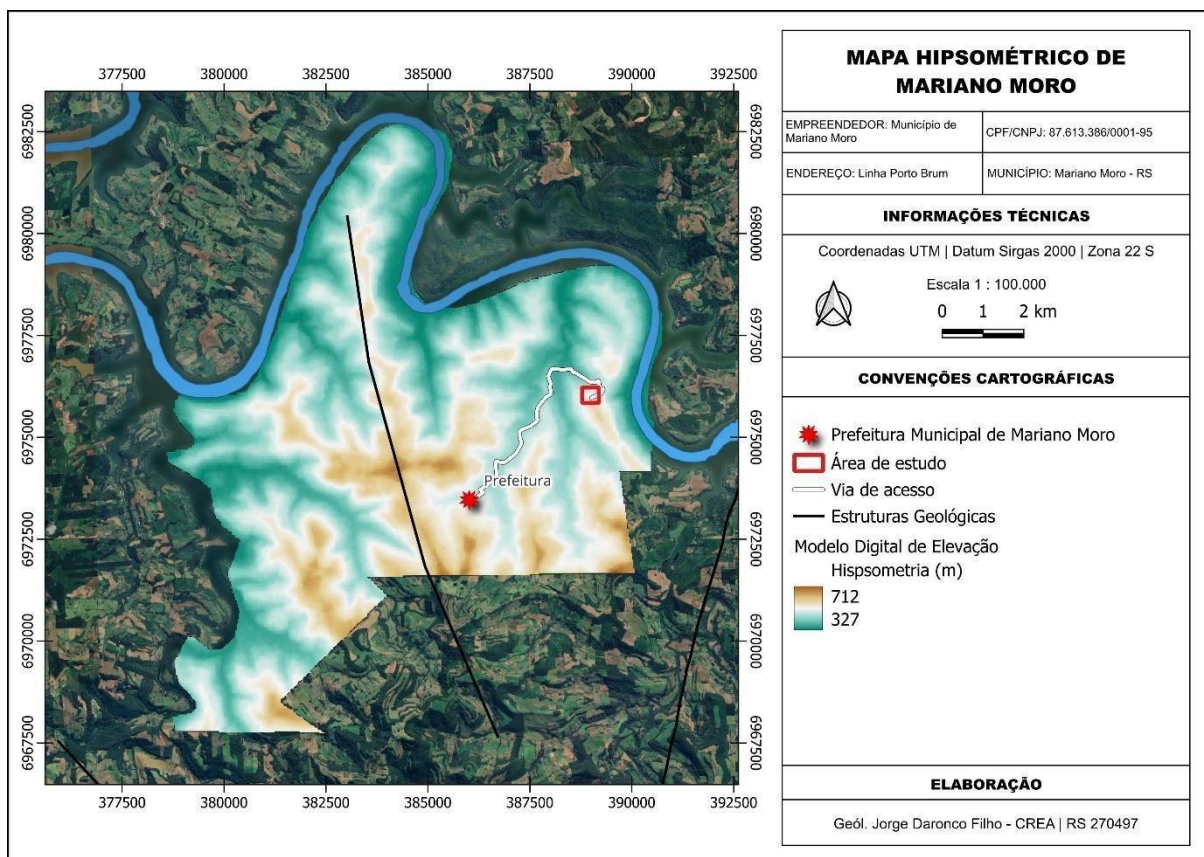 377500 380000 382500 385000 387500 390000 392500
6982500
6980000
6977500
6975000
6972500
6970000
6967500
Prefeitura
6982500
6980000
6977500
6975000
6972500
6970000
6967500
377500 380000 382500 385000 387500 390000 392500
MAPA HIPSOMÉTRICO DE
MARIANO MORO
EMPREENDEDOR: Município de
Mariano Moro
CPF/CNPJ: 87.613.386/0001-95
ENDEREÇO: Linha Porto Brum
MUNICÍPIO: Mariano Moro - RS
INFORMAÇÕES TÉCNICAS
Coordenadas UTM | Datum Sirgas 2000 | Zona 22 S
Escala 1 : 100.000
0 1 2 km
CONVENÇÕES CARTOGRÁFICAS
Prefeitura Municipal de Mariano Moro
Área de estudo
Via de acesso
Estruturas Geológicas
Modelo Digital de Elevação
Hispsometria (m)
712
327
ELABORAÇÃO
Geól. Jorge Daronco Filho - CREA | RS 270497